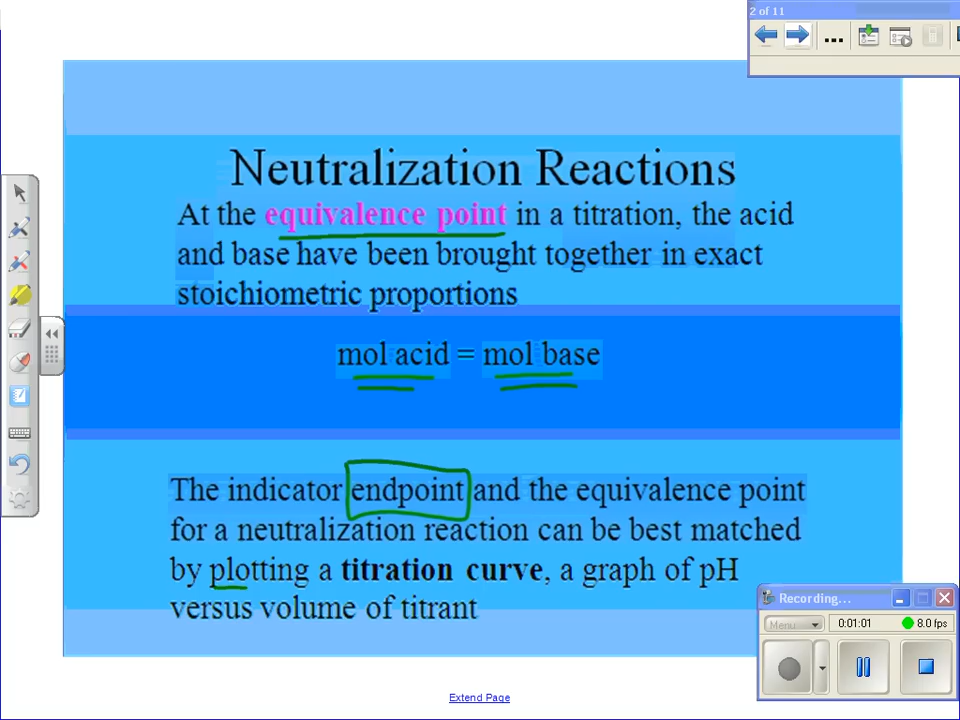 2 of 11
...
Neutralization Reactions
At the equivalence point in a titration, the acid
and base have been brought together in exact
stoichiometric proportions
mol acid = mol base
The indicator endpoint and the equivalence point
for a neutralization reaction can be best matched
by plotting a titration curve, a graph of pH
versus volume of titrant
Recording...
Menu
0:01:01
8.0 fps
Extend Page